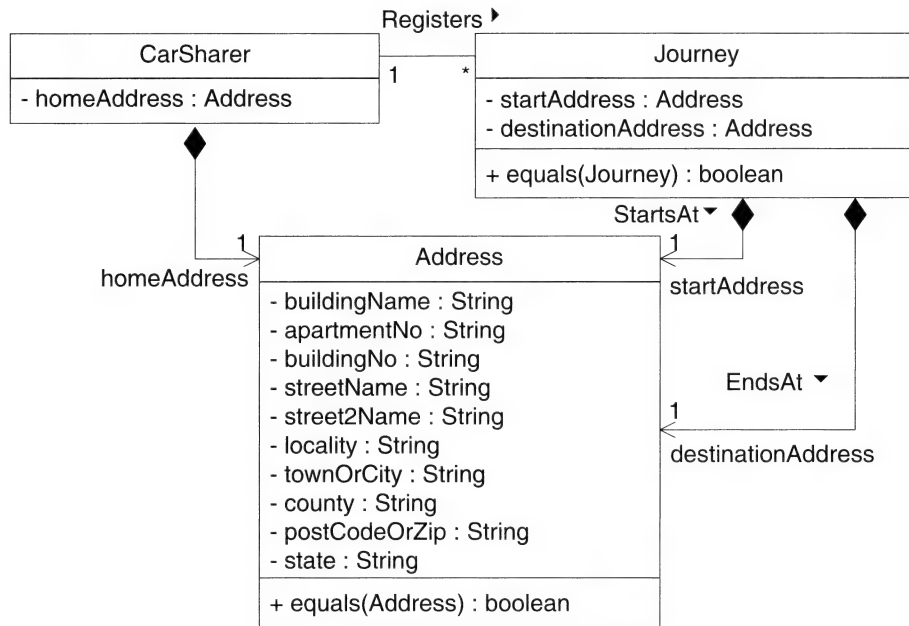 Registers
CarSharer
- homeAddress : Address
1
*
Journey
- startAddress : Address
- destinationAddress : Address
+ equals(Journey) : boolean
StartsAt
1
homeAddress
1
startAddress
EndsAt
1
destinationAddress
Address
- buildingName : String
- apartmentNo : String
- buildingNo : String
- streetName : String
- street2Name : String
- locality : String
- townOrCity : String
- county : String
- postCodeOrZip : String
- state : String
+ equals(Address) : boolean